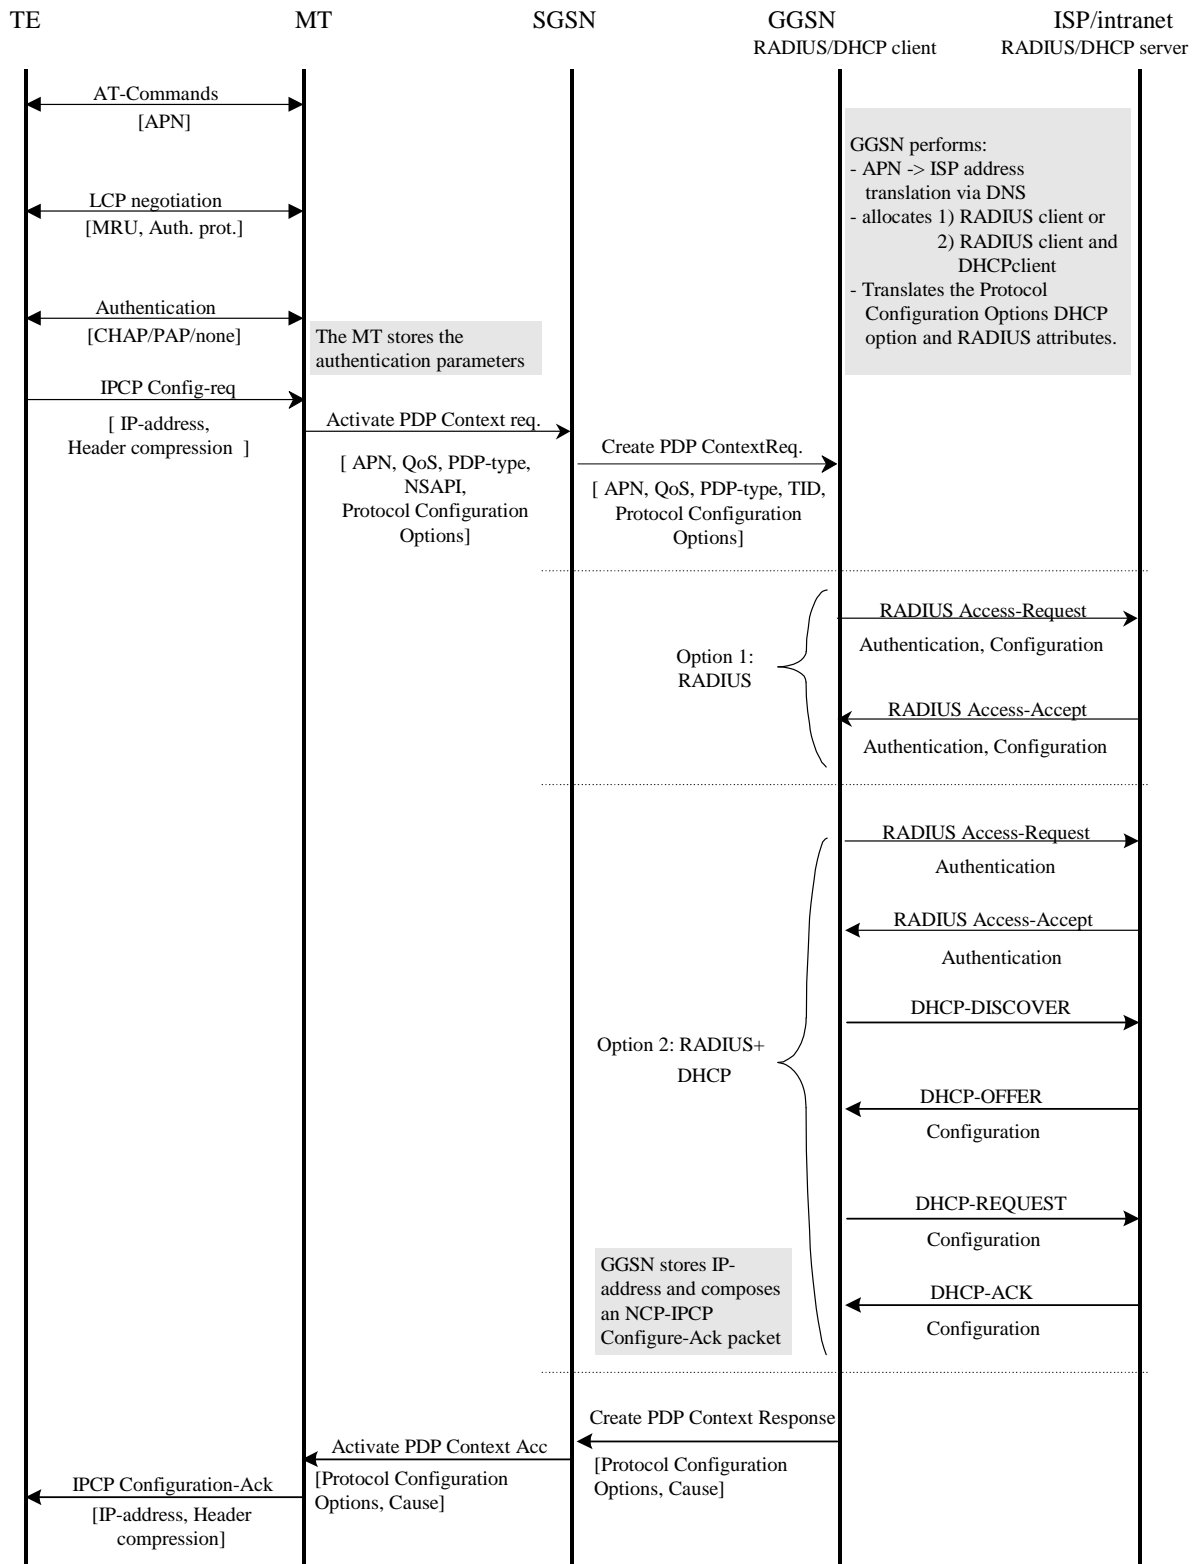 TE
MT
SGSN
GGSN
ISP/intranet
RADIUS/DHCP client
RADIUS/DHCP server
AT-Commands
[APN]
GGSN performs:
- APN -> ISP address
translation via DNS
- allocates 1) RADIUS client or
2) RADIUS client and
DHCPclient
- Translates the Protocol
Configuration Options DHCP
option and RADIUS attributes.
LCP negotiation
[MRU, Auth. prot.]
Authentication
[CHAP/PAP/none]
The MT stores the
authentication parameters
IPCP Config-req
[ IP-address,
Header compression ]
Activate PDP Context req.
[ APN, QoS, PDP-type,
NSAPI,
Protocol Configuration
Options]
Create PDP ContextReq.
[ APN, QoS, PDP-type, TID,
Protocol Configuration
Options]
Option 1:
RADIUS
RADIUS Access-Request
Authentication, Configuration
RADIUS Access-Accept
Authentication, Configuration
RADIUS Access-Request
Authentication
RADIUS Access-Accept
Authentication
DHCP-DISCOVER
Option 2: RADIUS+
DHCP
DHCP-OFFER
Configuration
DHCP-REQUEST
Configuration
GGSN stores IP-
address and composes
an NCP-IPCP
Configure-Ack packet
DHCP-ACK
Configuration
Create PDP Context Response
[Protocol Configuration
Options, Cause]
Activate PDP Context Acc
[Protocol Configuration
Options, Cause]
IPCP Configuration-Ack
[IP-address, Header
compression]